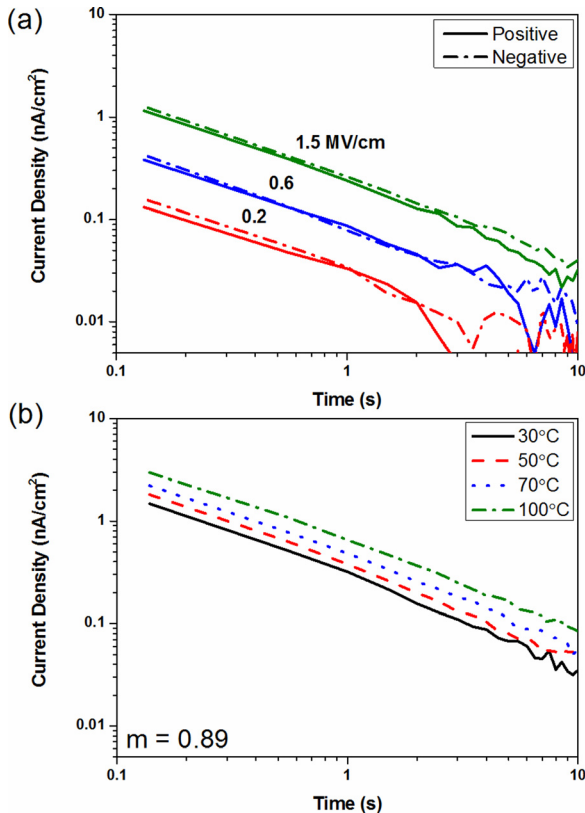 (a)
10
Positive
Negative
1
1.5 MV/cm
0.6
0.1
0.2
0.01
Current Density (nA/cm²)
0.1
1
10
Time (s)
(b)
10
30°C
50°C
70°C
100°C
1
0.1
0.01
Current Density (nA/cm²)
m = 0.89
0.1
1
10
Time (s)